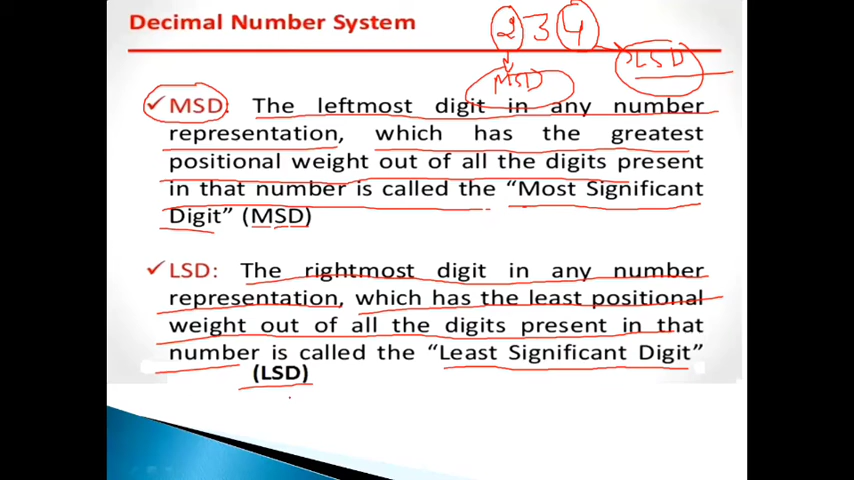 Decimal Number System
2 3 4
MSD
LSD
✓ MSD: The leftmost digit in any number
representation, which has the greatest
positional weight out of all the digits present
in that number is called the “Most Significant
Digit” (MSD)
✓ LSD: The rightmost digit in any number
representation, which has the least positional
weight out of all the digits present in that
number is called the “Least Significant Digit”
(LSD)